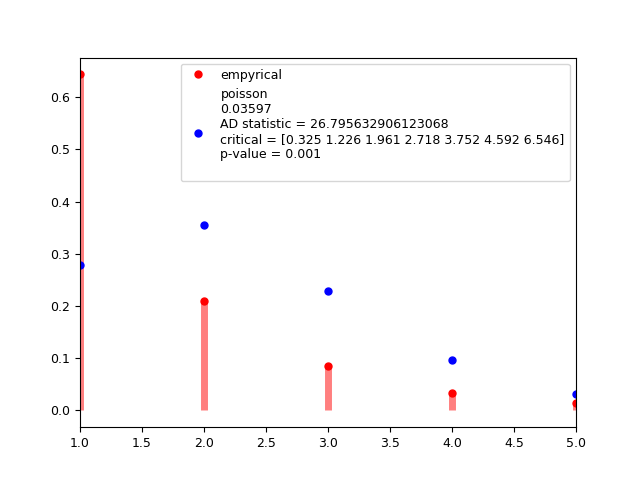 empyrical
poisson
0.03597
AD statistic = 26.795632906123068
critical = [0.325 1.226 1.961 2.718 3.752 4.592 6.546]
p-value = 0.001
0.6
0.5
0.4
0.3
0.2
0.1
0.0
1.0 1.5 2.0 2.5 3.0 3.5 4.0 4.5 5.0